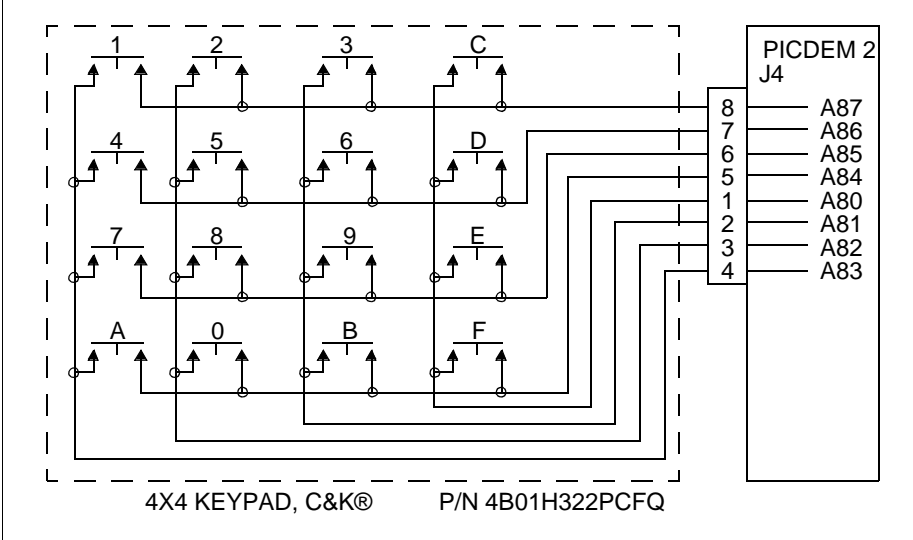 1 2 3 C
PICDEM 2
J4
8 A87
7 A86
4 5 6 D
6 A85
5 A84
1 A80
2 A81
7 8 9 E
3 A82
4 A83
A 0 B F
4X4 KEYPAD, C&K® P/N 4B01H322PCFQ